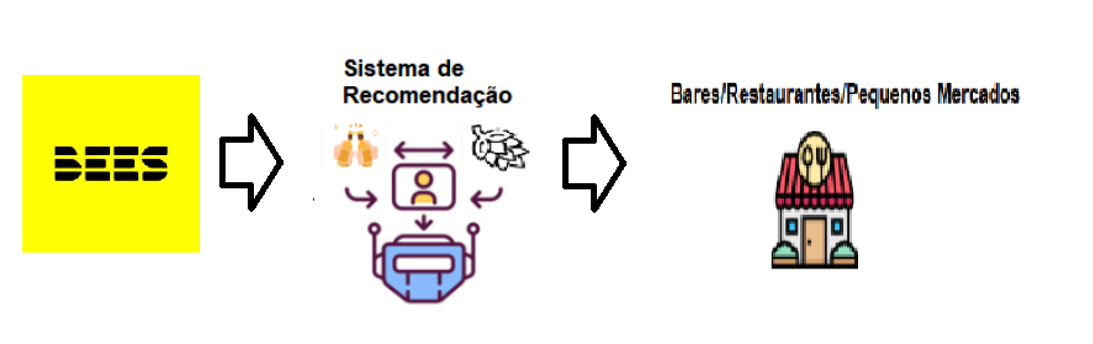 BEES
Sistema de
Recomendação
Bares/Restaurantes/Pequenos Mercados